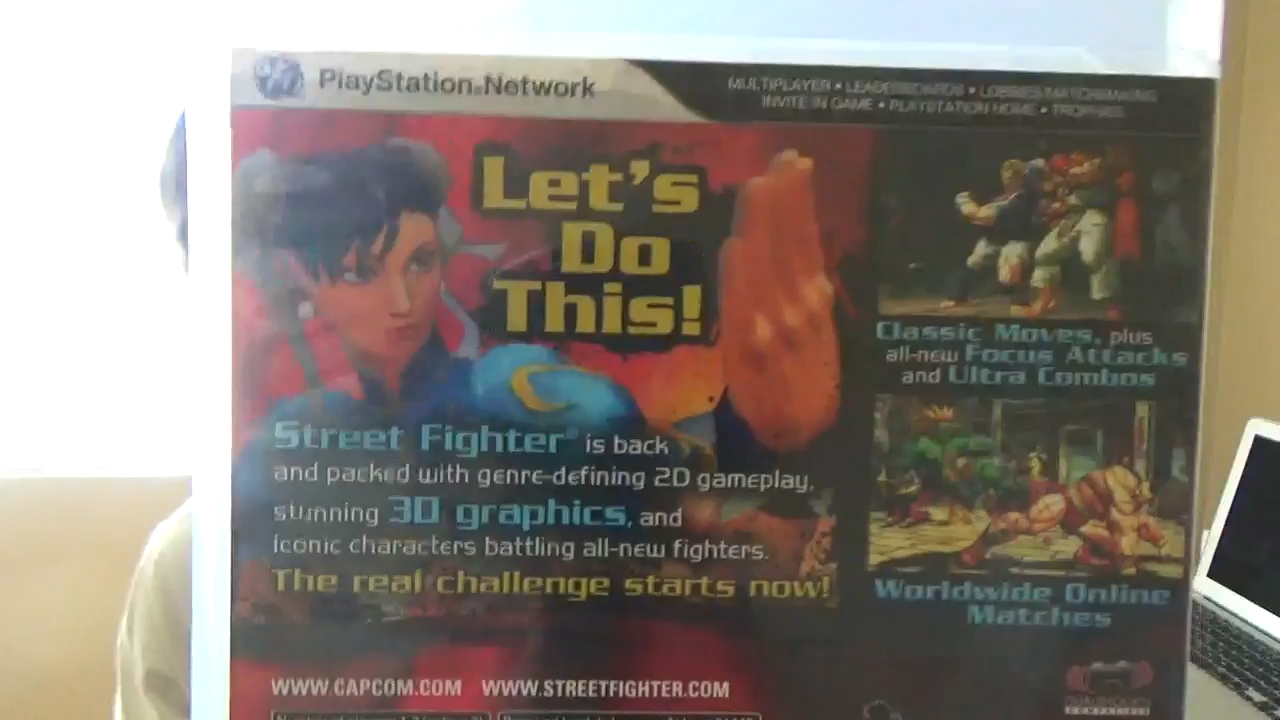 PlayStation Network
MULTIPLAYER • LEADERBOARDS • LOBBIES/MATCHMAKING
INVITE IN GAME • PLAYSTATION HOME • TROPHIES
Let's
Do
This!
Street Fighter® is back
and packed with genre-defining 2D gameplay,
stunning 3D graphics, and
iconic characters battling all-new fighters.
The real challenge starts now!
Classic Moves, plus
all-new Focus Attacks
and Ultra Combos
Worldwide Online
Matches
WWW.CAPCOM.COM WWW.STREETFIGHTER.COM
DUALSHOCK
COMPATIBLE